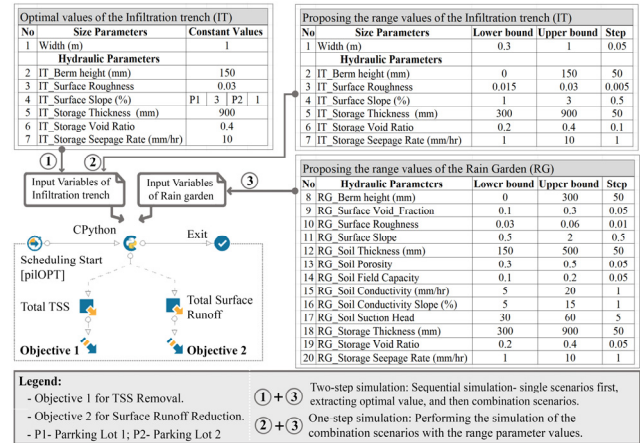 Optimal values of the Infiltration trench (IT)
No Size Parameters Constant Values
1 Width (m) 1
Hydraulic Parameters
2 IT_Berm height (mm) 150
3 IT_Surface Roughness 0.03
4 IT_Surface Slope (%) P1 3 P2 1
5 IT_Storage Thickness (mm) 900
6 IT_Storage Void Ratio 0.4
7 IT_Storage Seepage Rate (mm/hr) 10
Proposing the range values of the Infiltration trench (IT)
No Size Parameters Lower bound Upper bound Step
1 Width (m) 0.3 1 0.05
Hydraulic Parameters
2 IT_Berm height (mm) 0 150 50
3 IT_Surface Roughness 0.015 0.03 0.005
4 IT_Surface Slope (%) 1 3 0.5
5 IT_Storage Thickness (mm) 300 900 50
6 IT_Storage Void Ratio 0.2 0.4 0.1
7 IT_Storage Seepage Rate (mm/hr) 1 10 1
1
2
3
Input Variables of
Infiltration trench
Input Variables
of Rain garden
Proposing the range values of the Rain Garden (RG)
No Hydraulic Parameters Lower bound Upper bound Step
8 RG_Berm height (mm) 0 300 50
9 RG_Surface Void_Fraction 0.1 0.3 0.05
10 RG_Surface Roughness 0.03 0.06 0.01
11 RG_Surface Slope 0.5 2 0.5
12 RG_Soil Thickness (mm) 150 500 50
13 RG_Soil Porosity 0.3 0.5 0.05
14 RG_Soil Field Capacity 0.1 0.2 0.05
15 RG_Soil Conductivity (mm/hr) 5 20 1
16 RG_Soil Conductivity Slope (%) 5 15 1
17 RG_Soil Suction Head 30 60 5
18 RG_Storage Thickness (mm) 300 900 50
19 RG_Storage Void Ratio 0.2 0.4 0.05
20 RG_Storage Seepage Rate (mm/hr) 1 10 1
CPython
Exit
Scheduling Start
[pilOPT]
Total TSS
Total Surface
Runoff
Objective 1
Objective 2
Legend:
- Objective 1 for TSS Removal.
- Objective 2 for Surface Runoff Reduction.
- P1- Parrking Lot 1; P2- Parking Lot 2
1 + 3 Two-step simulation: Sequential simulation- single scenarios first,
extracting optimal value, and then combination scenarios.
2 + 3 One-step simulation: Performing the simulation of the
combination scenarios with the range parameter values.